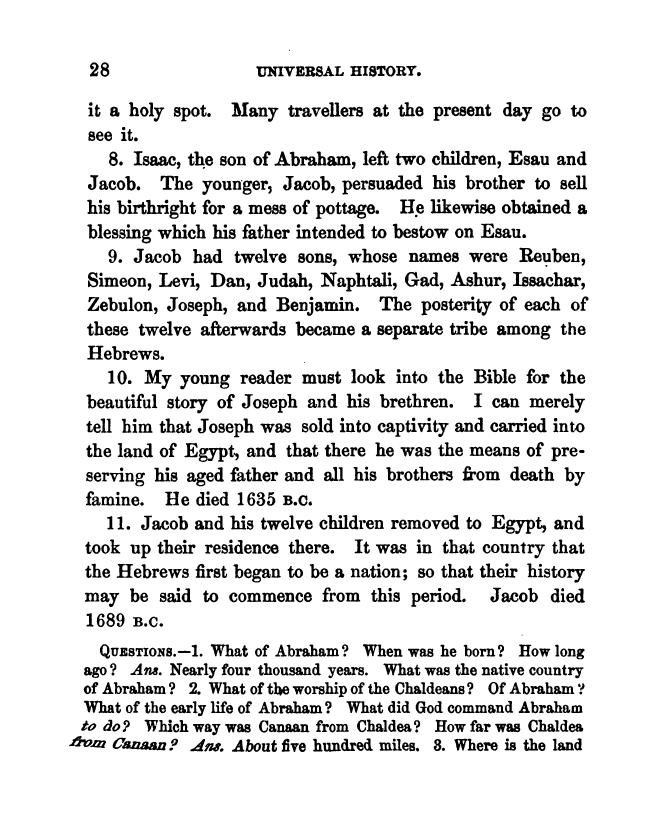 28 UNIVERSAL HISTORY.
it a holy spot. Many travellers at the present day go to
see it.
8. Isaac, the son of Abraham, left two children, Esau and
Jacob. The younger, Jacob, persuaded his brother to sell
his birthright for a mess of pottage. He likewise obtained a
blessing which his father intended to bestow on Esau.
9. Jacob had twelve sons, whose names were Reuben,
Simeon, Levi, Dan, Judah, Naphtali, Gad, Ashur, Issachar,
Zebulon, Joseph, and Benjamin. The posterity of each of
these twelve afterwards became a separate tribe among the
Hebrews.
10. My young reader must look into the Bible for the
beautiful story of Joseph and his brethren. I can merely
tell him that Joseph was sold into captivity and carried into
the land of Egypt, and that there he was the means of pre-
serving his aged father and all his brothers from death by
famine. He died 1635 B.C.
11. Jacob and his twelve children removed to Egypt, and
took up their residence there. It was in that country that
the Hebrews first began to be a nation; so that their history
may be said to commence from this period. Jacob died
1689 B.C.
QUESTIONS.—1. What of Abraham? When was he born? How long
ago? Ans. Nearly four thousand years. What was the native country
of Abraham? 2. What of the worship of the Chaldeans? Of Abraham?
What of the early life of Abraham? What did God command Abraham
to do? Which way was Canaan from Chaldea? How far was Chaldea
from Canaan? Ans. About five hundred miles. 3. Where is the land